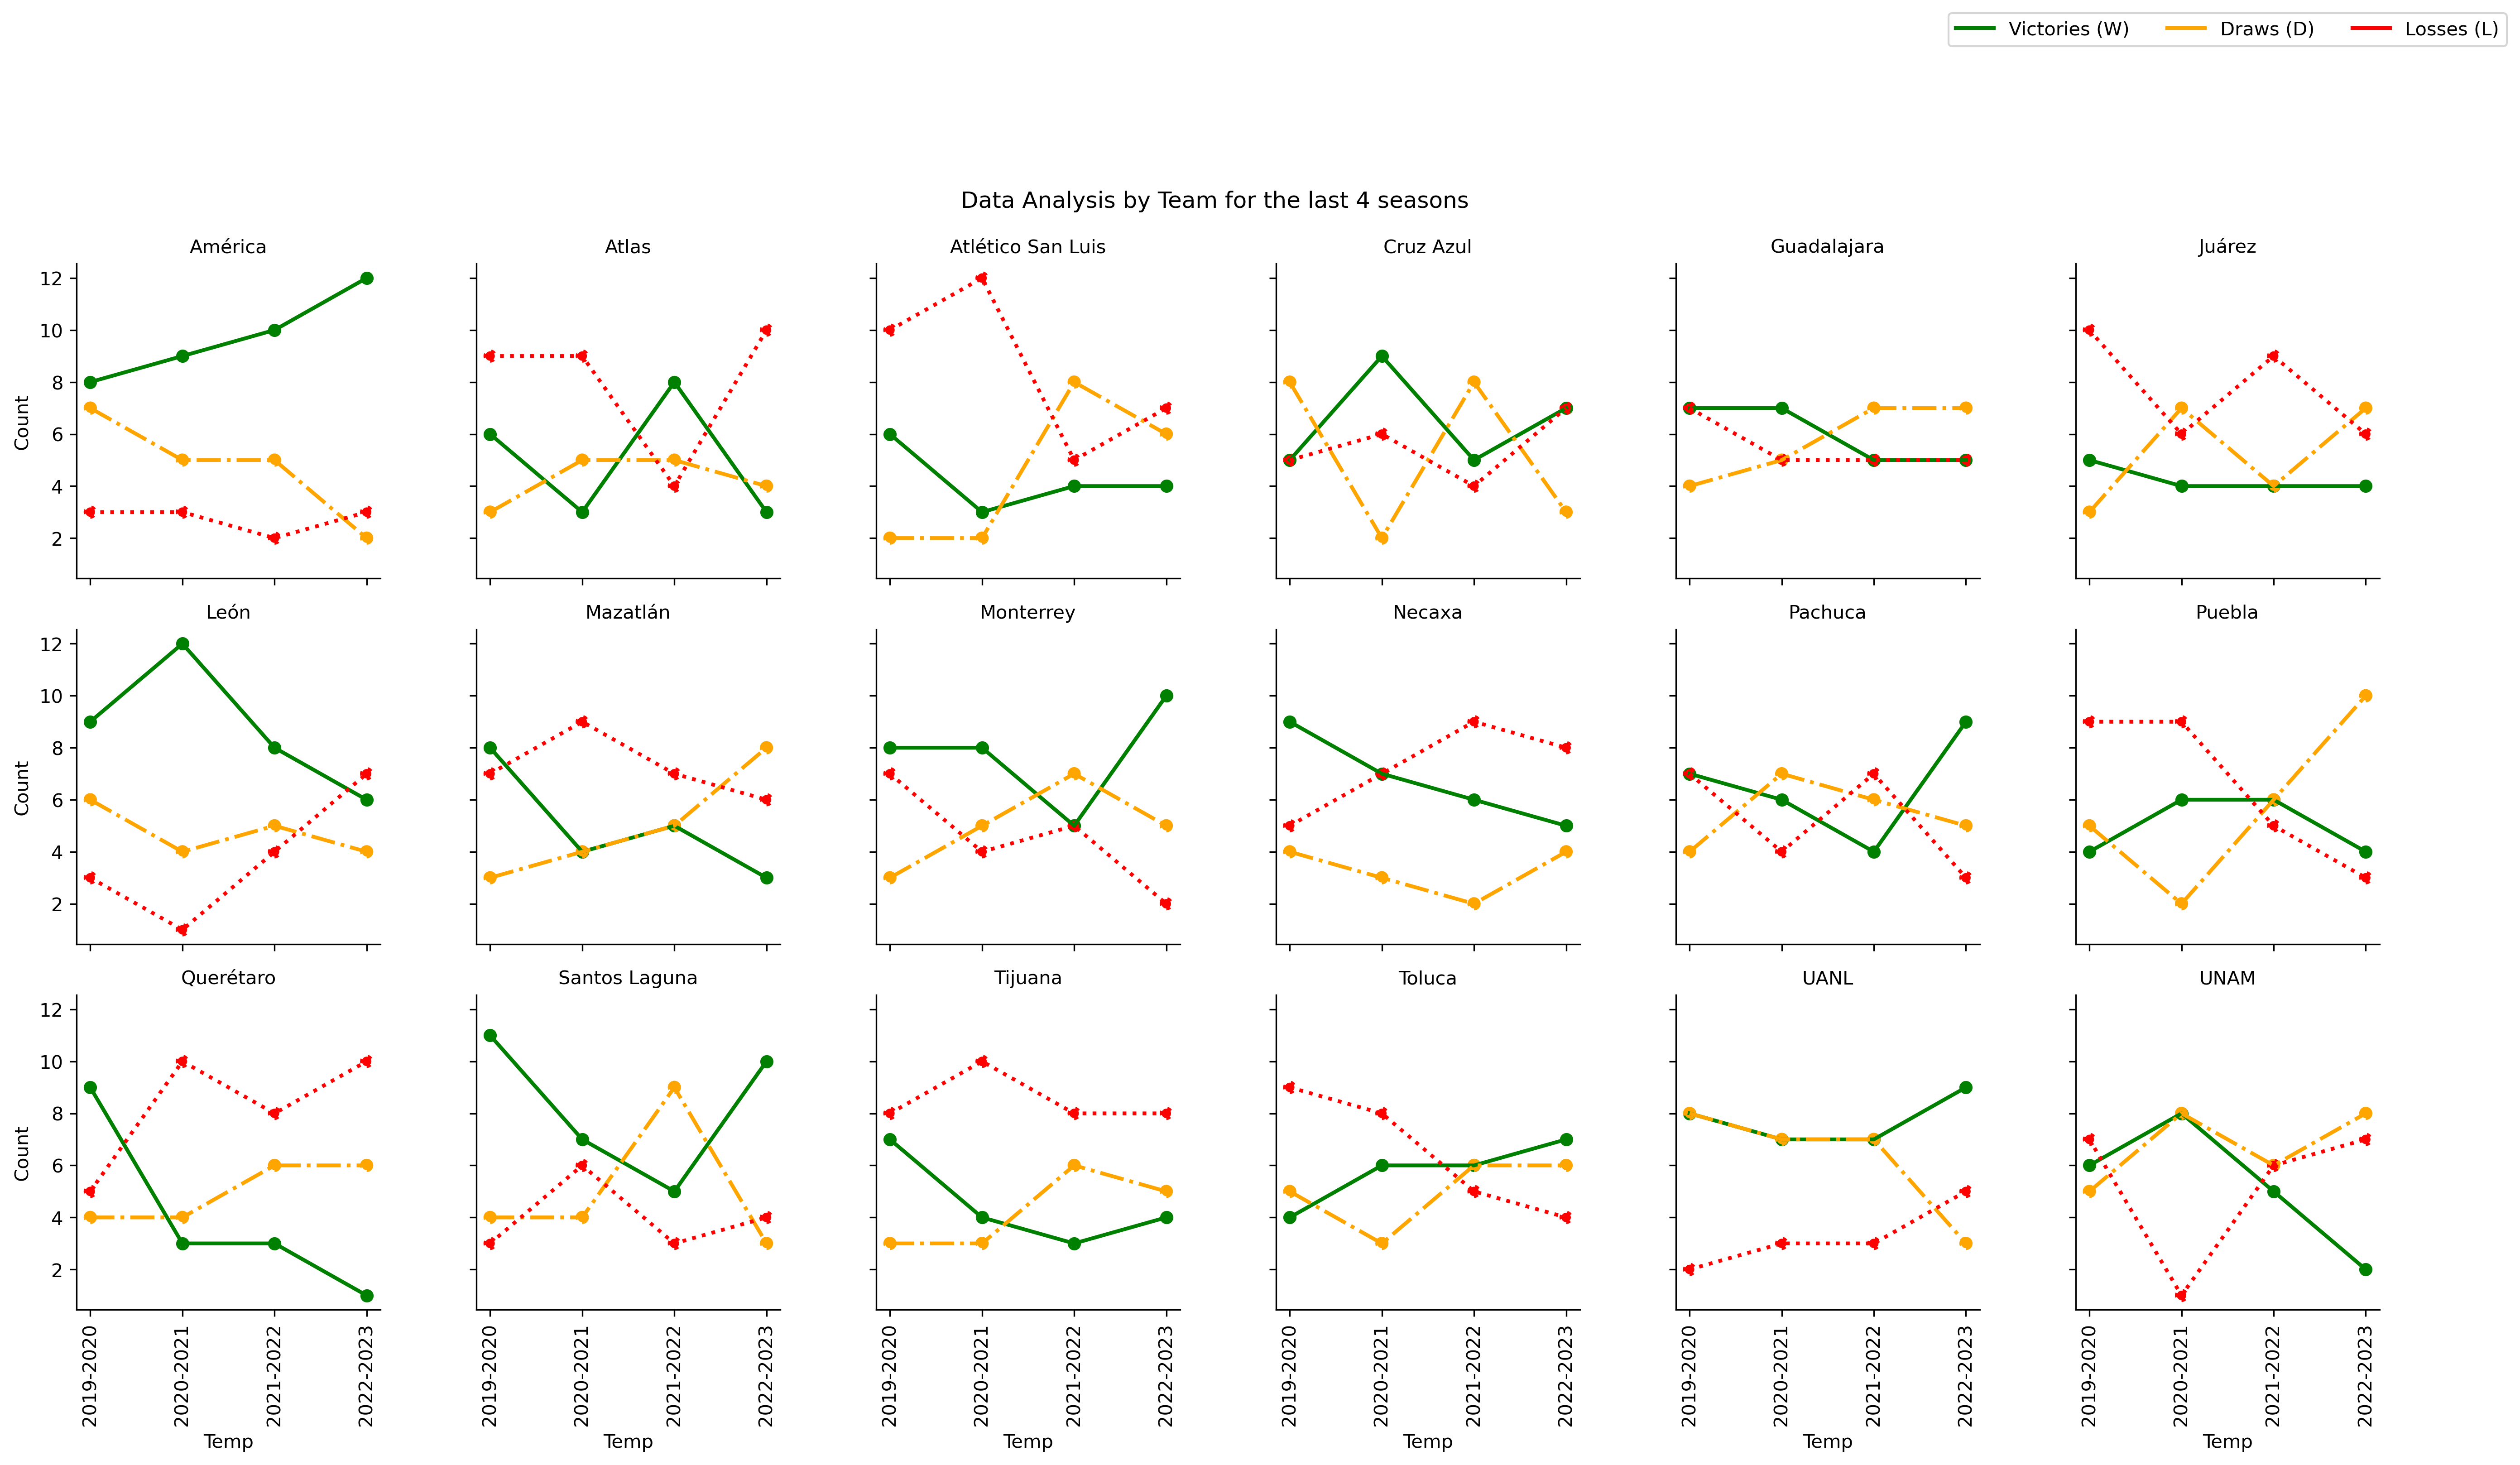 Victories (W) Draws (D) Losses (L)
Data Analysis by Team for the last 4 seasons
América Atlas Atlético San Luis Cruz Azul Guadalajara Juárez
12
10
8
6
4
2
Count
León Mazatlán Monterrey Necaxa Pachuca Puebla
12
10
8
6
4
2
Count
Querétaro Santos Laguna Tijuana Toluca UANL UNAM
12
10
8
6
4
2
Count
2019-2020 2020-2021 2021-2022 2022-2023 2019-2020 2020-2021 2021-2022 2022-2023 2019-2020 2020-2021 2021-2022 2022-2023 2019-2020 2020-2021 2021-2022 2022-2023 2019-2020 2020-2021 2021-2022 2022-2023 2019-2020 2020-2021 2021-2022 2022-2023
Temp Temp Temp Temp Temp Temp